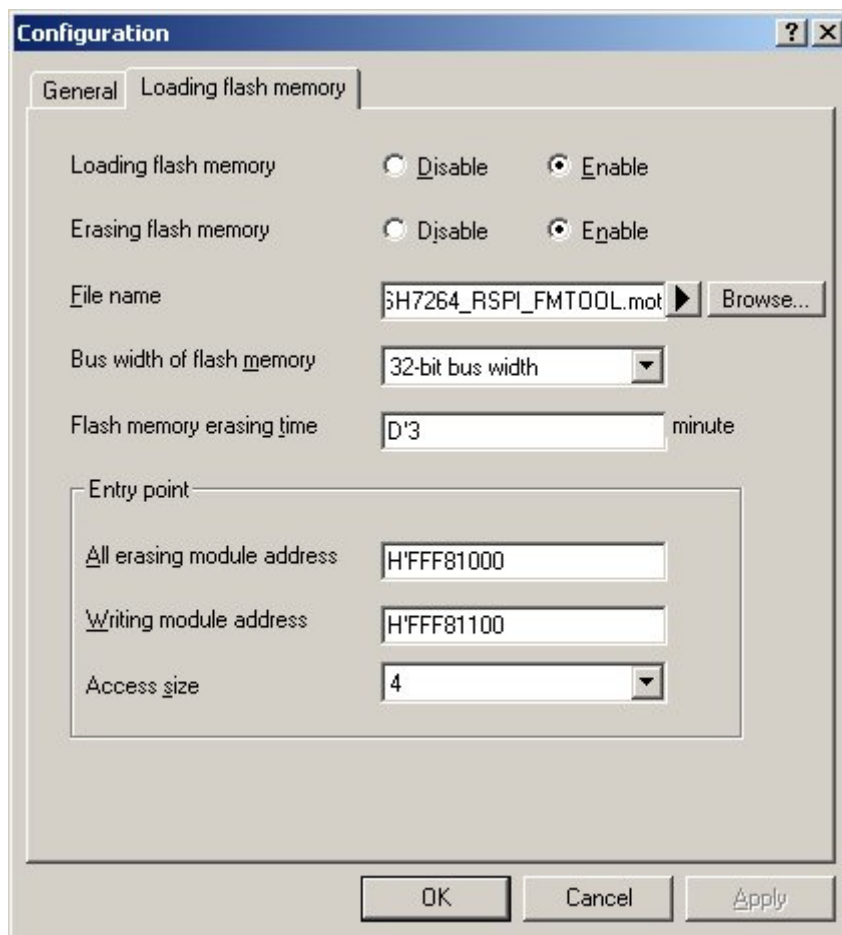 Configuration
General Loading flash memory
Loading flash memory Disable Enable
Erasing flash memory Disable Enable
File name SH7264_RSPI_FMTOOL.mot Browse...
Bus width of flash memory 32-bit bus width
Flash memory erasing time D'3 minute
Entry point
All erasing module address H'FFF81000
Writing module address H'FFF81100
Access size 4
OK Cancel Apply